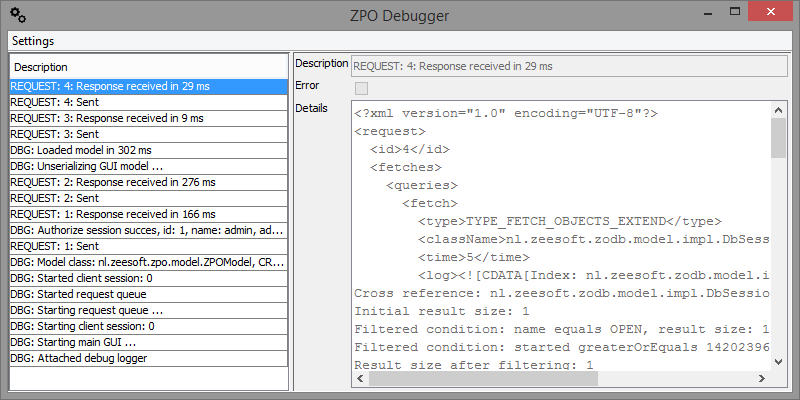 ZPO Debugger
Settings
Description
REQUEST: 4: Response received in 29 ms
REQUEST: 4: Sent
REQUEST: 3: Response received in 9 ms
REQUEST: 3: Sent
DBG: Loaded model in 302 ms
DBG: Unserializing GUI model ...
REQUEST: 2: Response received in 276 ms
REQUEST: 2: Sent
REQUEST: 1: Response received in 166 ms
DBG: Authorize session succes, id: 1, name: admin, ad...
REQUEST: 1: Sent
DBG: Model class: nl.zeesoft.zpo.model.ZPOModel, CR...
DBG: Started client session: 0
DBG: Started request queue
DBG: Starting request queue ...
DBG: Starting client session: 0
DBG: Starting main GUI ...
DBG: Attached debug logger
Description REQUEST: 4: Response received in 29 ms
Error
Details
<?xml version="1.0" encoding="UTF-8"?>
<request>
<id>4</id>
<fetches>
<queries>
<fetch>
<type>TYPE_FETCH_OBJECTS_EXTEND</type>
<className>nl.zeesoft.zodb.model.impl.DbSess
<time>5</time>
<log><![CDATA[Index: nl.zeesoft.zodb.model.i
Cross reference: nl.zeesoft.zodb.model.impl.DbSession
Initial result size: 1
Filtered condition: name equals OPEN, result size: 1
Filtered condition: started greaterOrEquals 14202396
Result size after filtering: 1